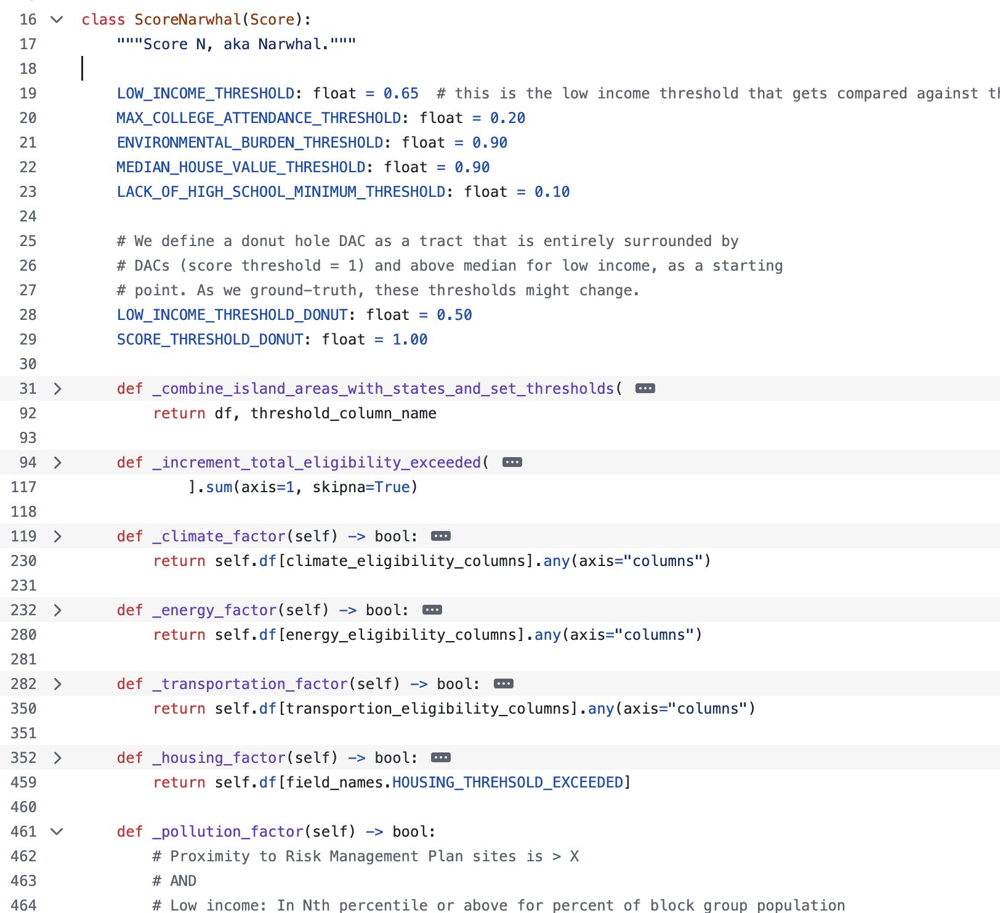 16 class ScoreNarwhal(Score):
17     """Score N, aka Narwhal."""
18
19     LOW_INCOME_THRESHOLD: float = 0.65  # this is the low income threshold that gets compared against
20     MAX_COLLEGE_ATTENDANCE_THRESHOLD: float = 0.20
21     ENVIRONMENTAL_BURDEN_THRESHOLD: float = 0.90
22     MEDIAN_HOUSE_VALUE_THRESHOLD: float = 0.90
23     LACK_OF_HIGH_SCHOOL_MINIMUM_THRESHOLD: float = 0.10
24
25     # We define a donut hole DAC as a tract that is entirely surrounded by
26     # DACs (score threshold = 1) and above median for low income, as a starting
27     # point. As we ground-truth, these thresholds might change.
28     LOW_INCOME_THRESHOLD_DONUT: float = 0.50
29     SCORE_THRESHOLD_DONUT: float = 1.00
30
31     def _combine_island_areas_with_states_and_set_thresholds( ...
92         return df, threshold_column_name
93
94     def _increment_total_eligibility_exceeded( ...
117             ].sum(axis=1, skipna=True)
118
119     def _climate_factor(self) -> bool: ...
230         return self.df[climate_eligibility_columns].any(axis="columns")
231
232     def _energy_factor(self) -> bool: ...
280         return self.df[energy_eligibility_columns].any(axis="columns")
281
282     def _transportation_factor(self) -> bool: ...
350         return self.df[transportion_eligibility_columns].any(axis="columns")
351
352     def _housing_factor(self) -> bool: ...
459         return self.df[field_names.HOUSING_THREHSOLD_EXCEEDED]
460
461     def _pollution_factor(self) -> bool:
462         # Proximity to Risk Management Plan sites is > X
463         # AND
464         # Low income: In Nth percentile or above for percent of block group population